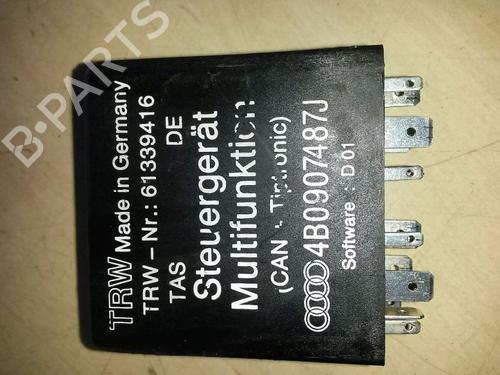 TRW Made in Germany
TRW-Nr.: 61339416
TAS DE
Steuergerät
Multifunktion
(CAN + Tiptronic)
4B0907487J
Software : D01
B-PARTS